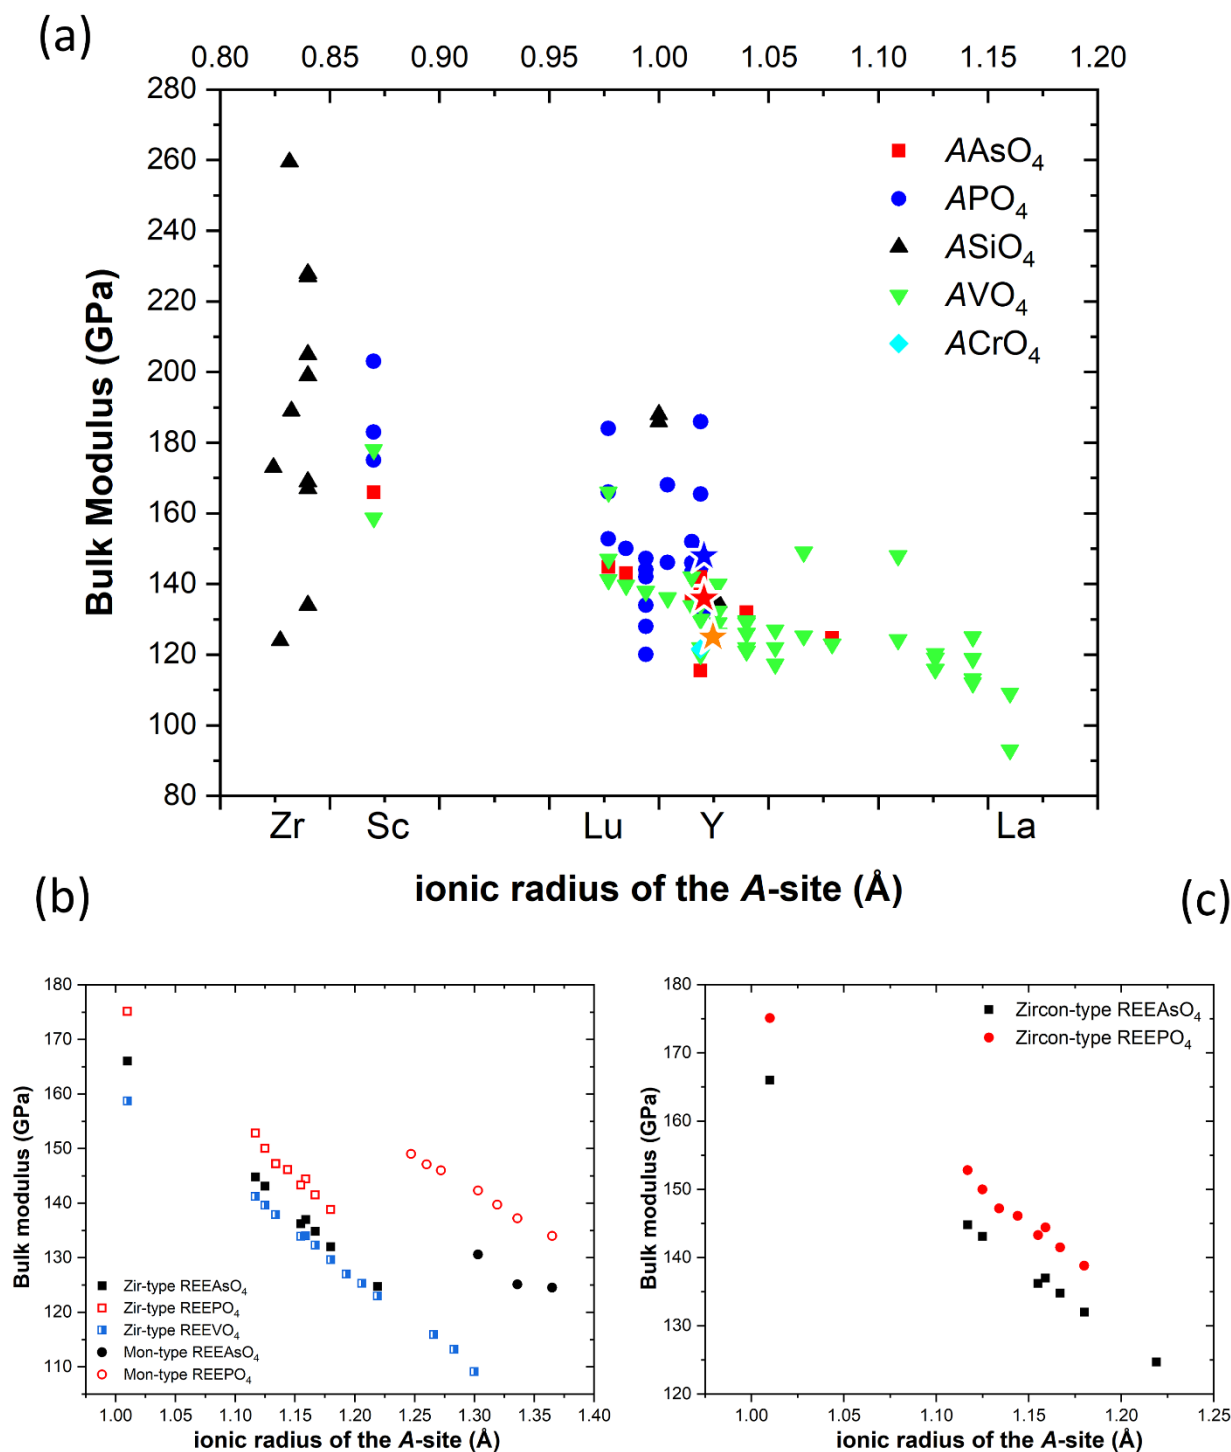 (a)
0.80 0.85 0.90 0.95 1.00 1.05 1.10 1.15 1.20
280
260
240
220
200
180
160
140
120
100
80
Bulk Modulus (GPa)
AAsO₄
APO₄
ASiO₄
AVO₄
ACrO₄
Zr Sc Lu Y La
ionic radius of the A-site (Å)
(b)
180
170
160
150
140
130
120
110
Bulk modulus (GPa)
Zir-type REEAsO₄
Zir-type REEPO₄
Zir-type REEVO₄
Mon-type REEAsO₄
Mon-type REEPO₄
1.00 1.05 1.10 1.15 1.20 1.25 1.30 1.35 1.40
ionic radius of the A-site (Å)
(c)
180
170
160
150
140
130
120
Bulk modulus (GPa)
Zircon-type REEAsO₄
Zircon-type REEPO₄
1.00 1.05 1.10 1.15 1.20 1.25
ionic radius of the A-site (Å)